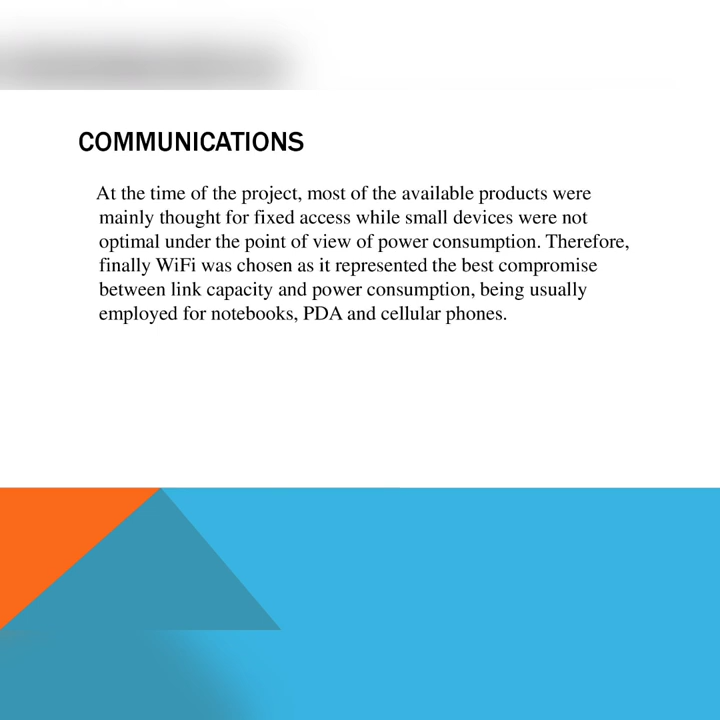 COMMUNICATIONS
At the time of the project, most of the available products were
mainly thought for fixed access while small devices were not
optimal under the point of view of power consumption. Therefore,
finally WiFi was chosen as it represented the best compromise
between link capacity and power consumption, being usually
employed for notebooks, PDA and cellular phones.